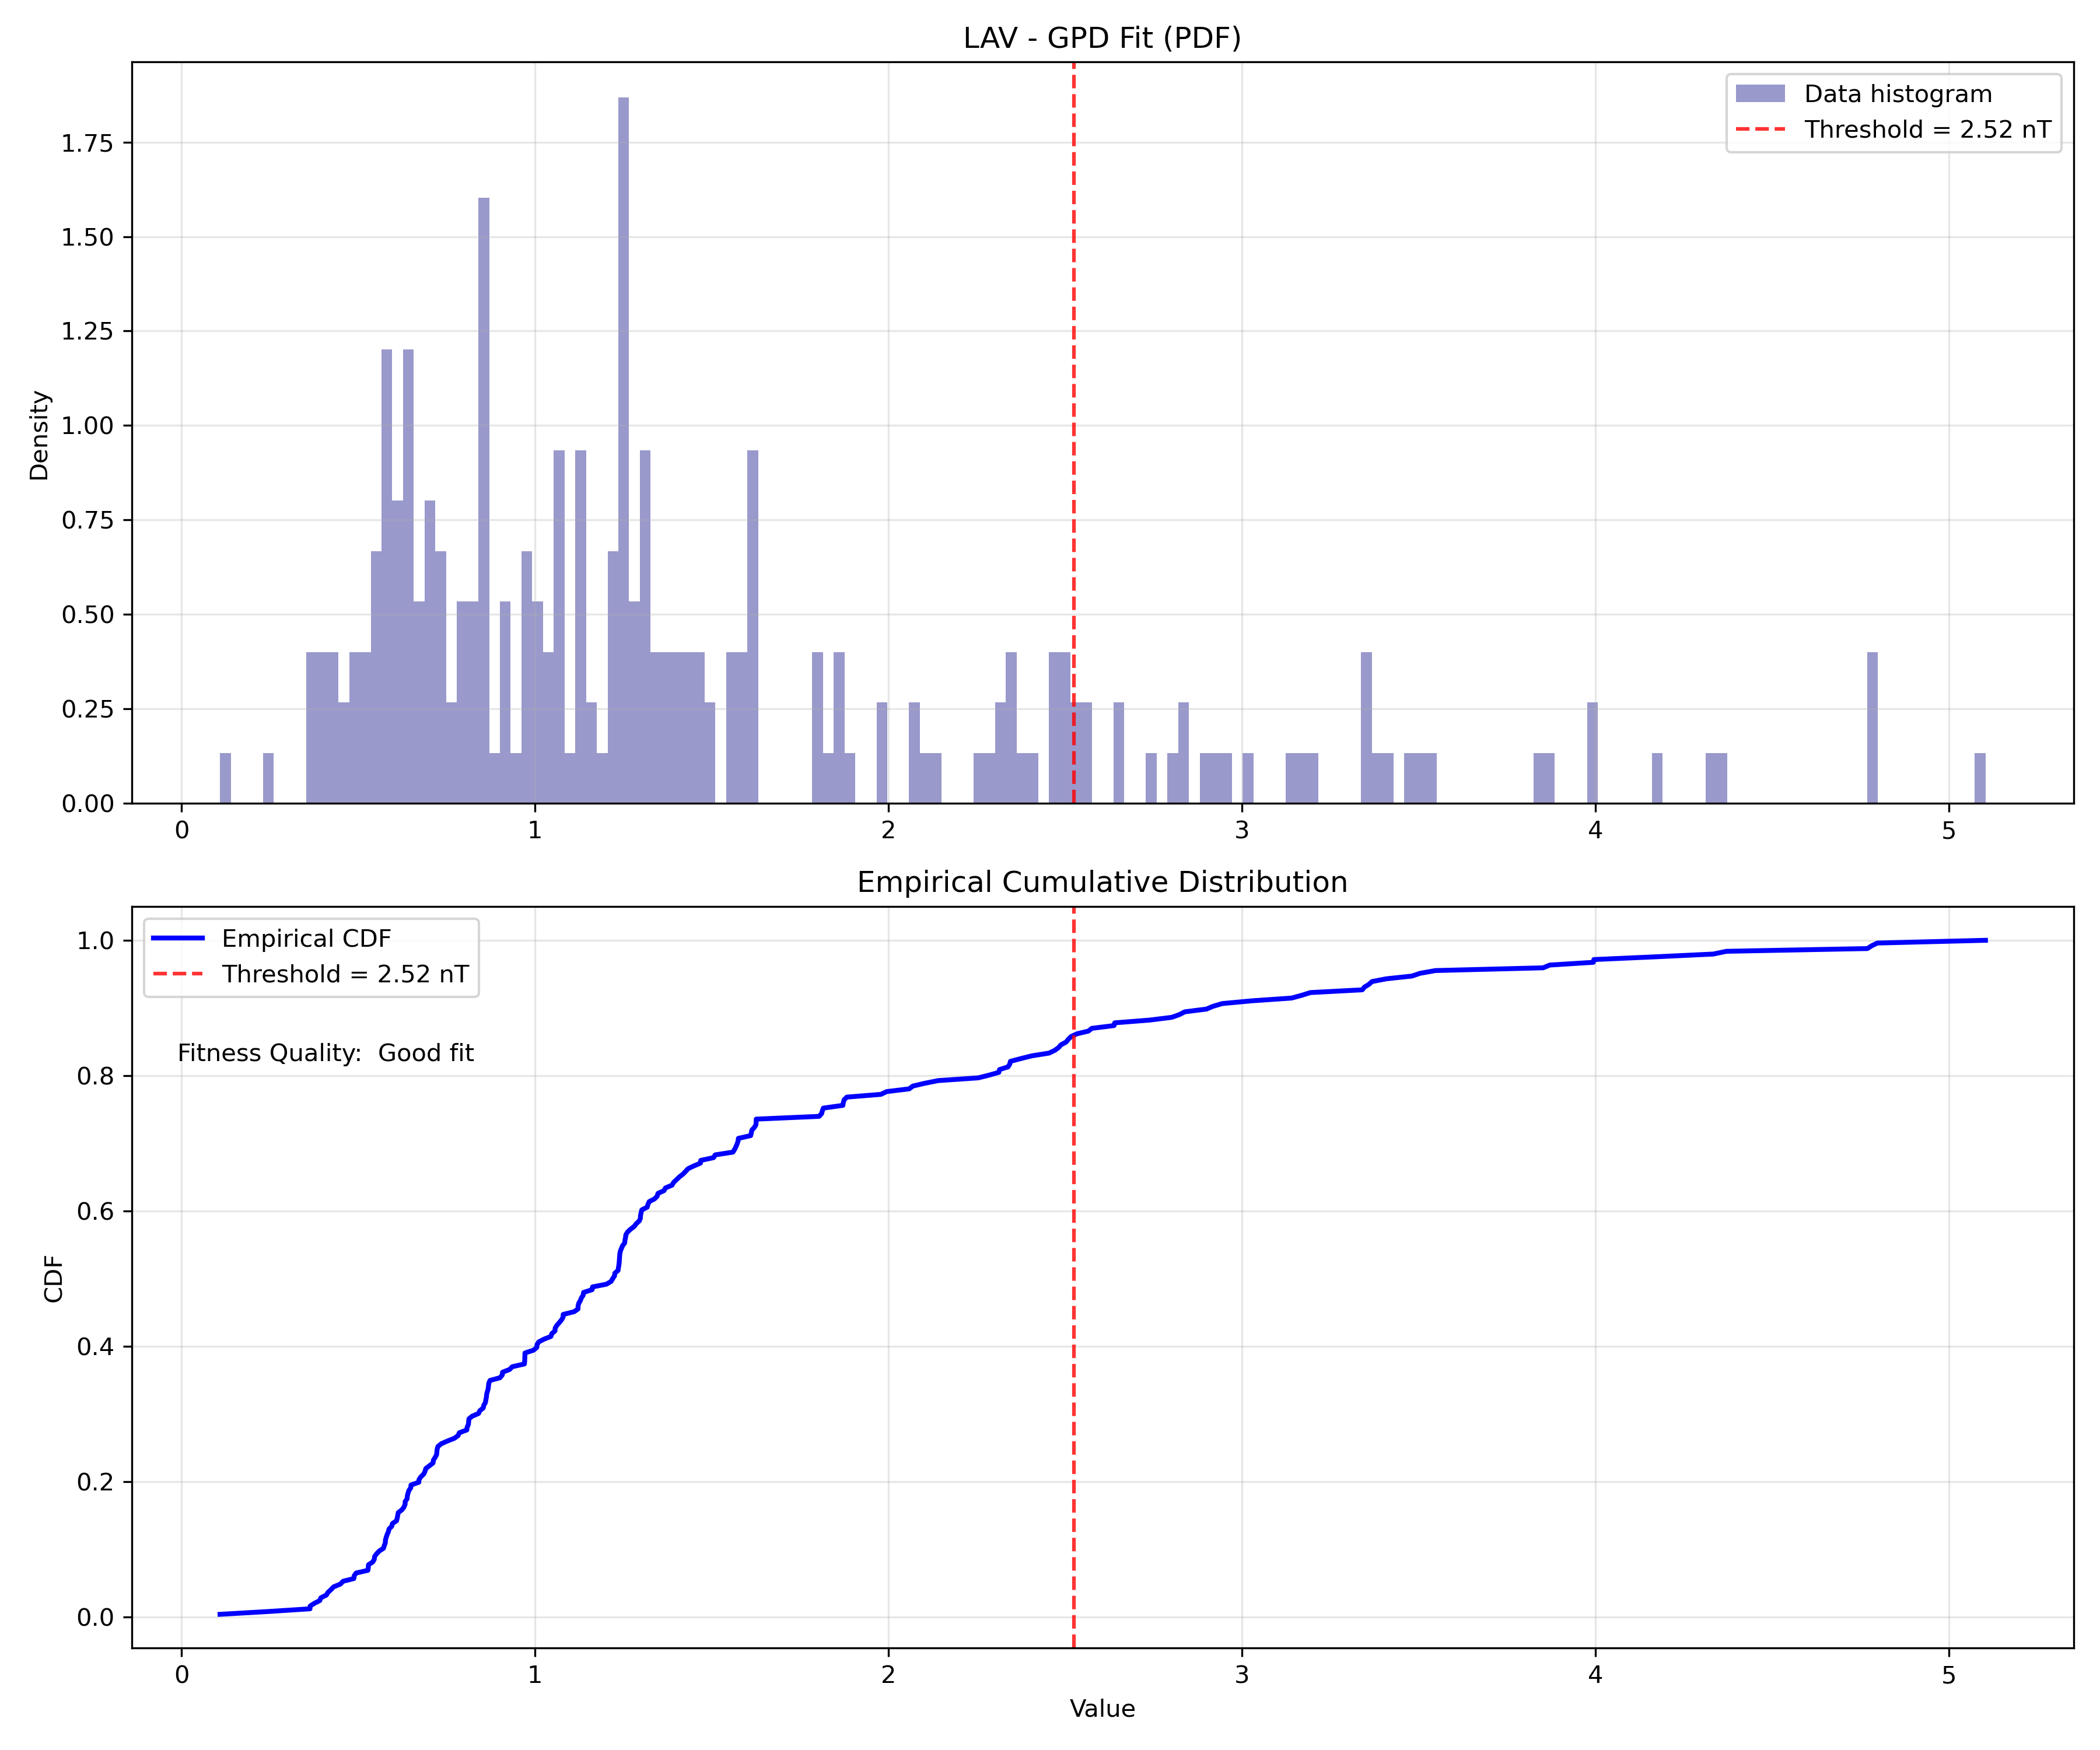 LAV - GPD Fit (PDF)
Data histogram
Threshold = 2.52 nT
Density
1.75
1.50
1.25
1.00
0.75
0.50
0.25
0.00
0 1 2 3 4 5
Empirical Cumulative Distribution
Empirical CDF
Threshold = 2.52 nT
Fitness Quality:  Good fit
CDF
1.0
0.8
0.6
0.4
0.2
0.0
0 1 2 3 4 5
Value